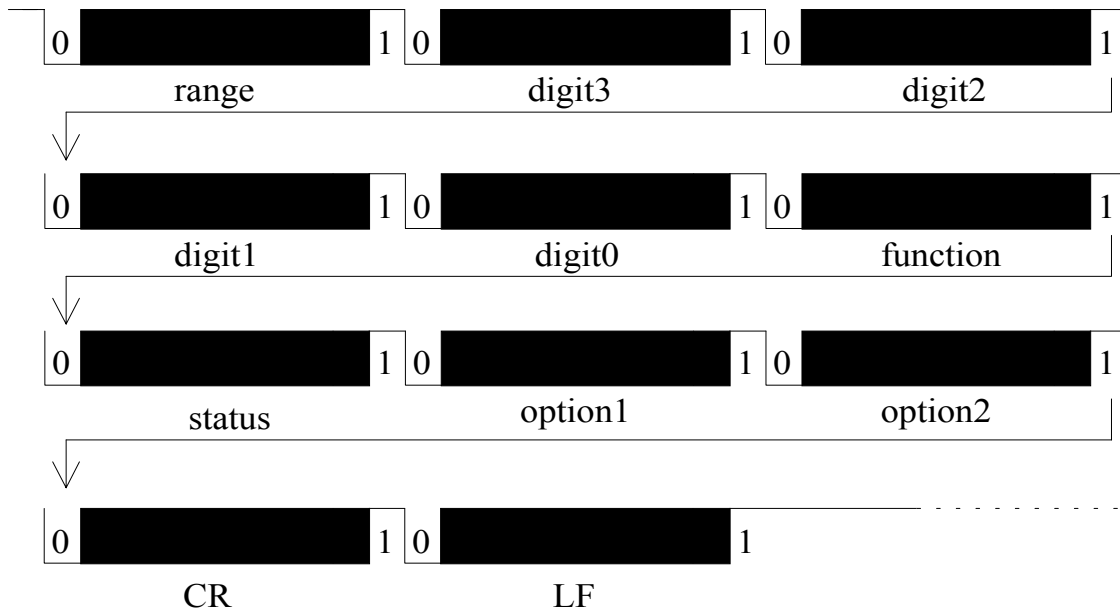 0 1 0 1 0 1
range digit3 digit2
0 1 0 1 0 1
digit1 digit0 function
0 1 0 1 0 1
status option1 option2
0 1 0 1
CR LF